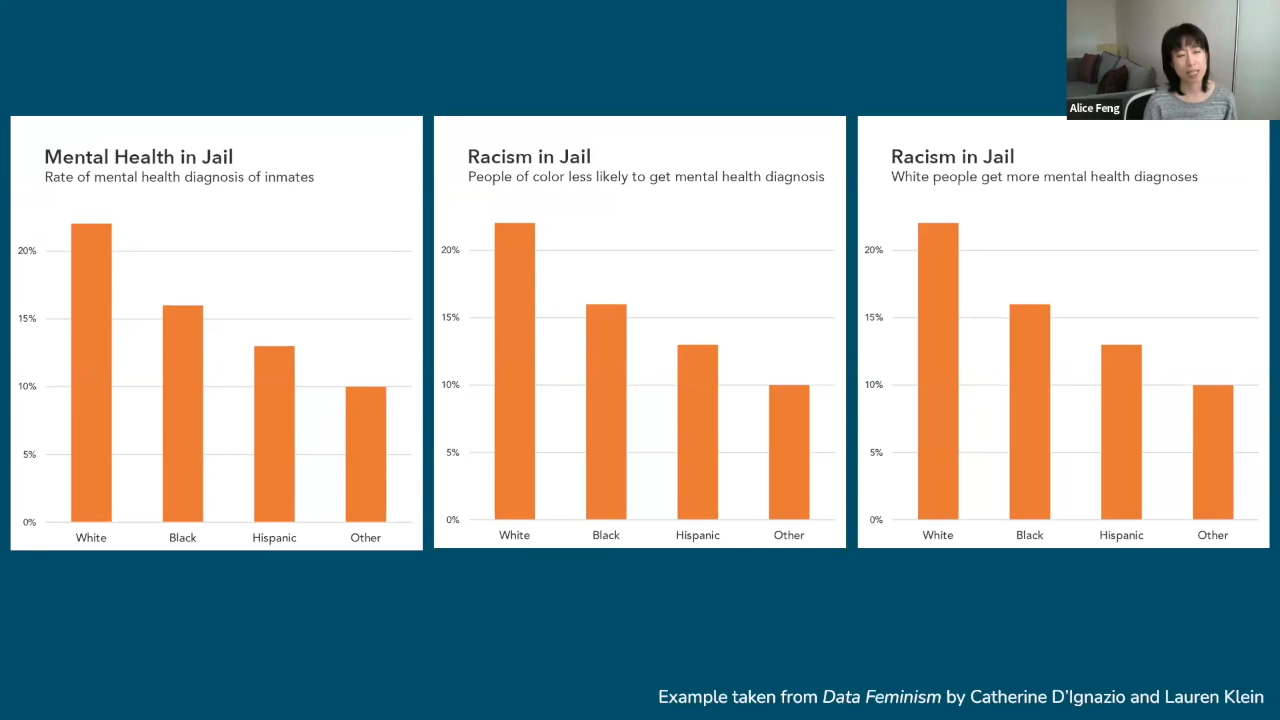 Alice Feng
Mental Health in Jail
Rate of mental health diagnosis of inmates
20%
15%
10%
5%
0%
White Black Hispanic Other
Racism in Jail
People of color less likely to get mental health diagnosis
20%
15%
10%
5%
0%
White Black Hispanic Other
Racism in Jail
White people get more mental health diagnoses
20%
15%
10%
5%
0%
White Black Hispanic Other
Example taken from Data Feminism by Catherine D'Ignazio and Lauren Klein